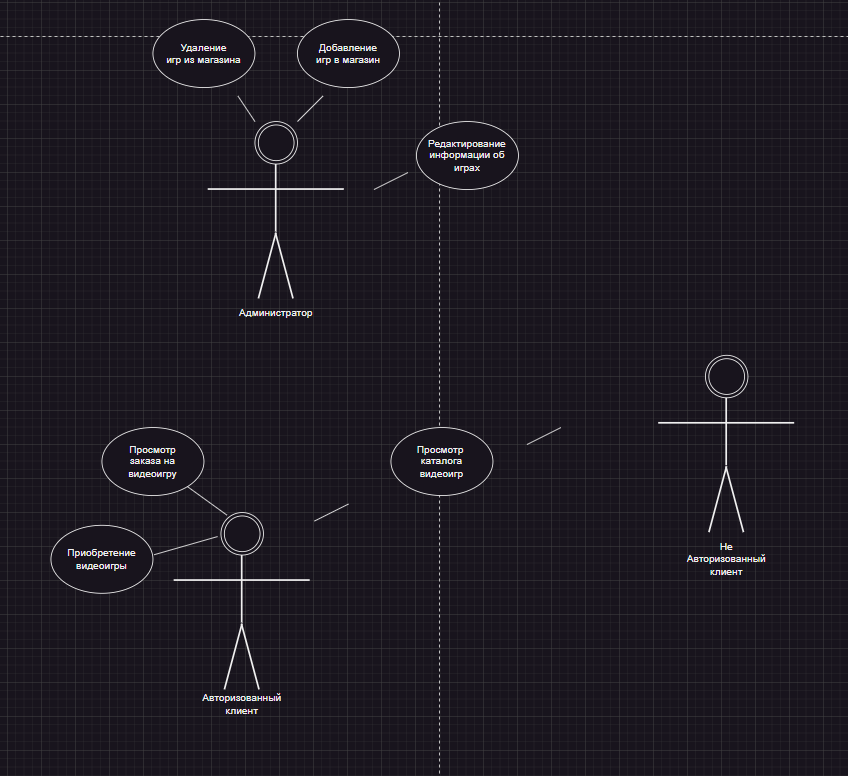 Удаление
игр из магазина
Добавление
игр в магазин
Редактирование
информации об
играх
Администратор
Просмотр
заказа на
видеоигру
Просмотр
каталога
видеоигр
Приобретение
видеоигры
Не
Авторизованный
клиент
Авторизованный
клиент